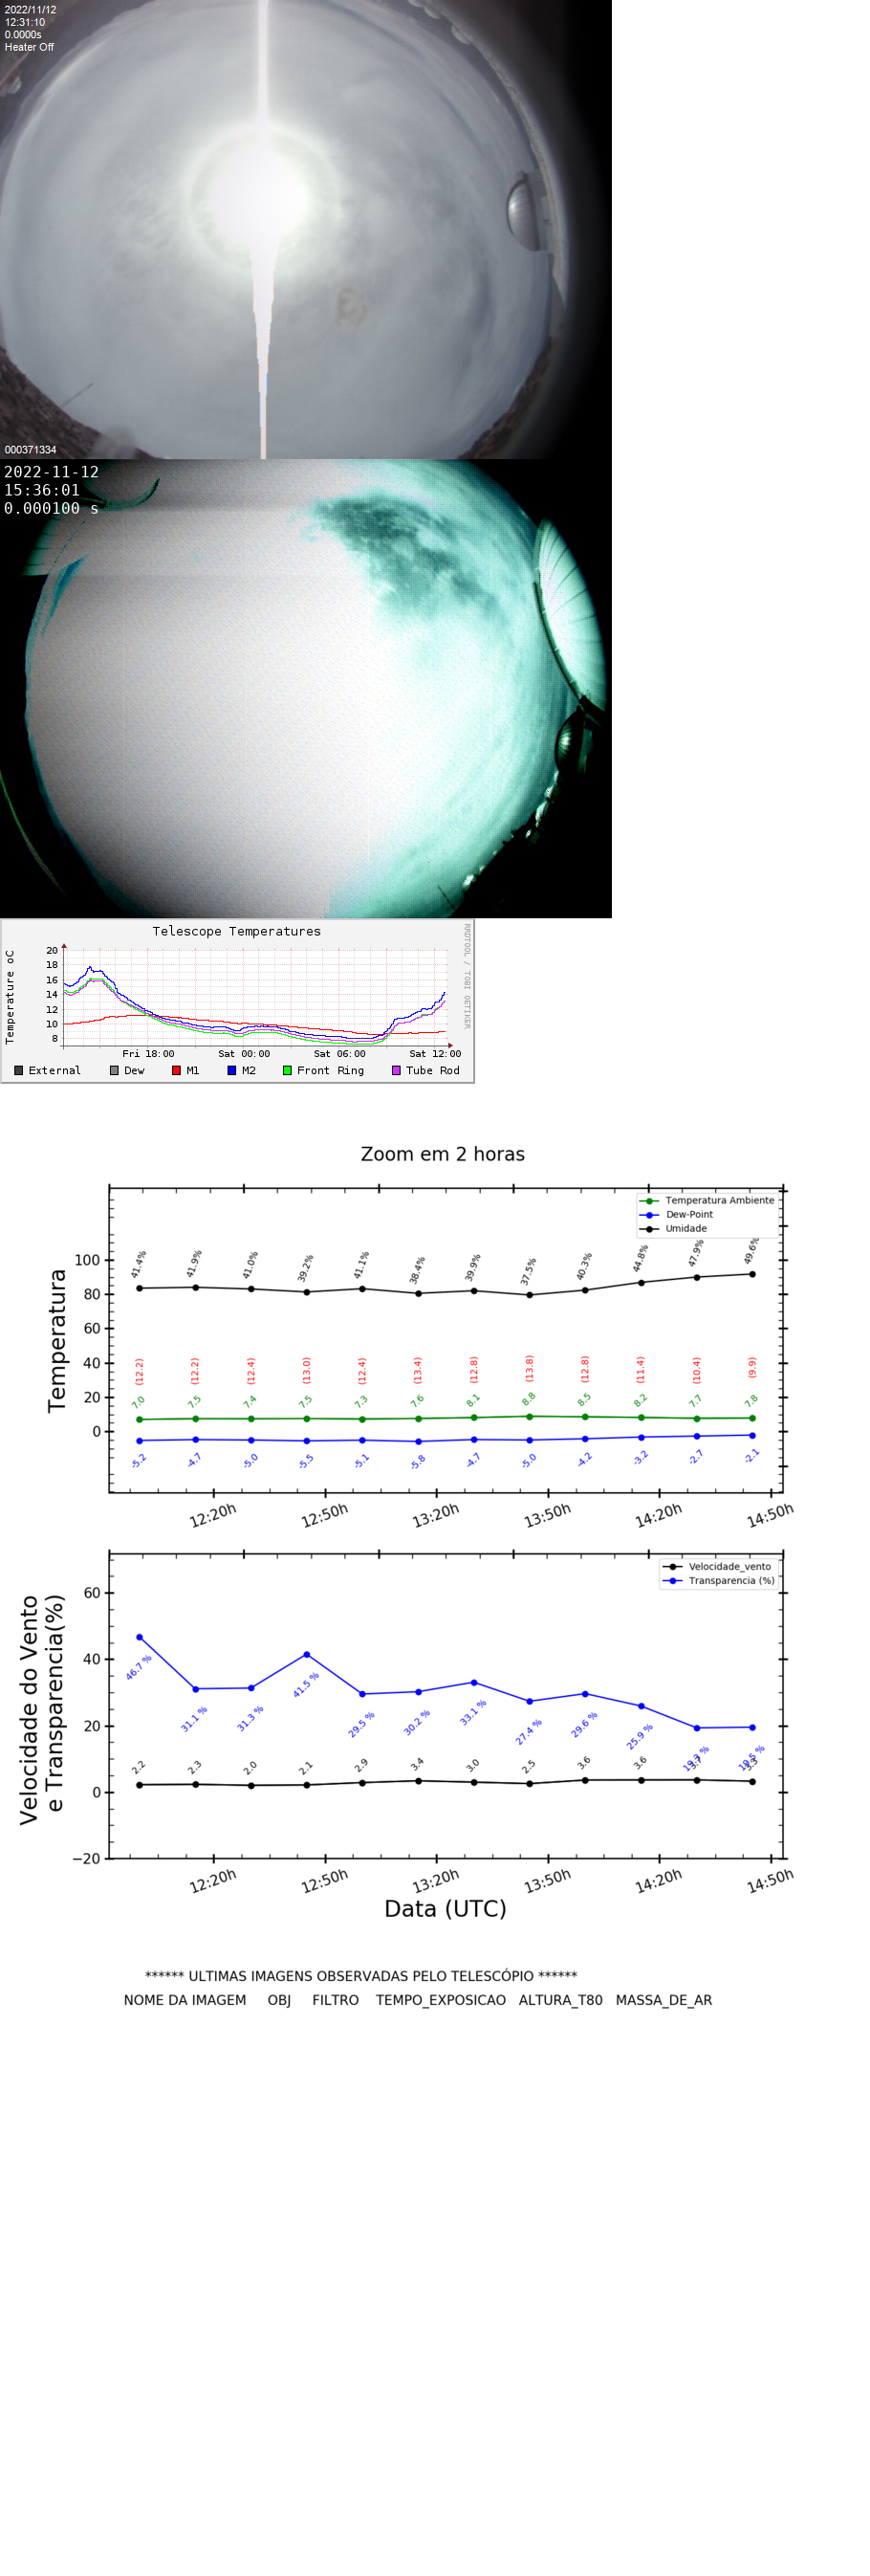 2022/11/12
12:31:10
0.0000s
Heater Off
000371334
2022-11-12
15:36:01
0.000100 s
Telescope Temperatures
RRDTOOL / TOBI OETIKER
Temperature oC
20
18
16
14
12
10
8
Fri 18:00 Sat 00:00 Sat 06:00 Sat 12:00
External Dew M1 M2 Front Ring Tube Rod
Zoom em 2 horas
Temperatura Ambiente
Dew-Point
Umidade
Temperatura
100
80
60
40
20
0
41.4% 41.9% 41.0% 39.2% 41.1% 38.4% 39.9% 37.5% 40.3% 44.8% 47.9% 49.6%
(12.2) (12.2) (12.4) (13.0) (12.4) (13.4) (12.8) (13.8) (12.8) (11.4) (10.4) (9.9)
7.0 7.5 7.4 7.5 7.3 7.6 8.1 8.8 8.5 8.2 7.7 7.8
-5.2 -4.7 -5.0 -5.5 -5.1 -5.8 -4.7 -5.0 -4.2 -3.2 -2.7 -2.1
12:20h 12:50h 13:20h 13:50h 14:20h 14:50h
Velocidade_vento
Transparencia (%)
Velocidade do Vento
e Transparencia(%)
60
40
20
0
−20
46.7 % 31.1 % 31.3 % 41.5 % 29.5 % 30.2 % 33.1 % 27.4 % 29.6 % 25.9 % 19.3 % 19.5 %
2.2 2.3 2.0 2.1 2.9 3.4 3.0 2.5 3.6 3.6
12:20h 12:50h 13:20h 13:50h 14:20h 14:50h
Data (UTC)
****** ULTIMAS IMAGENS OBSERVADAS PELO TELESCÓPIO ******
NOME DA IMAGEM OBJ FILTRO TEMPO_EXPOSICAO ALTURA_T80 MASSA_DE_AR